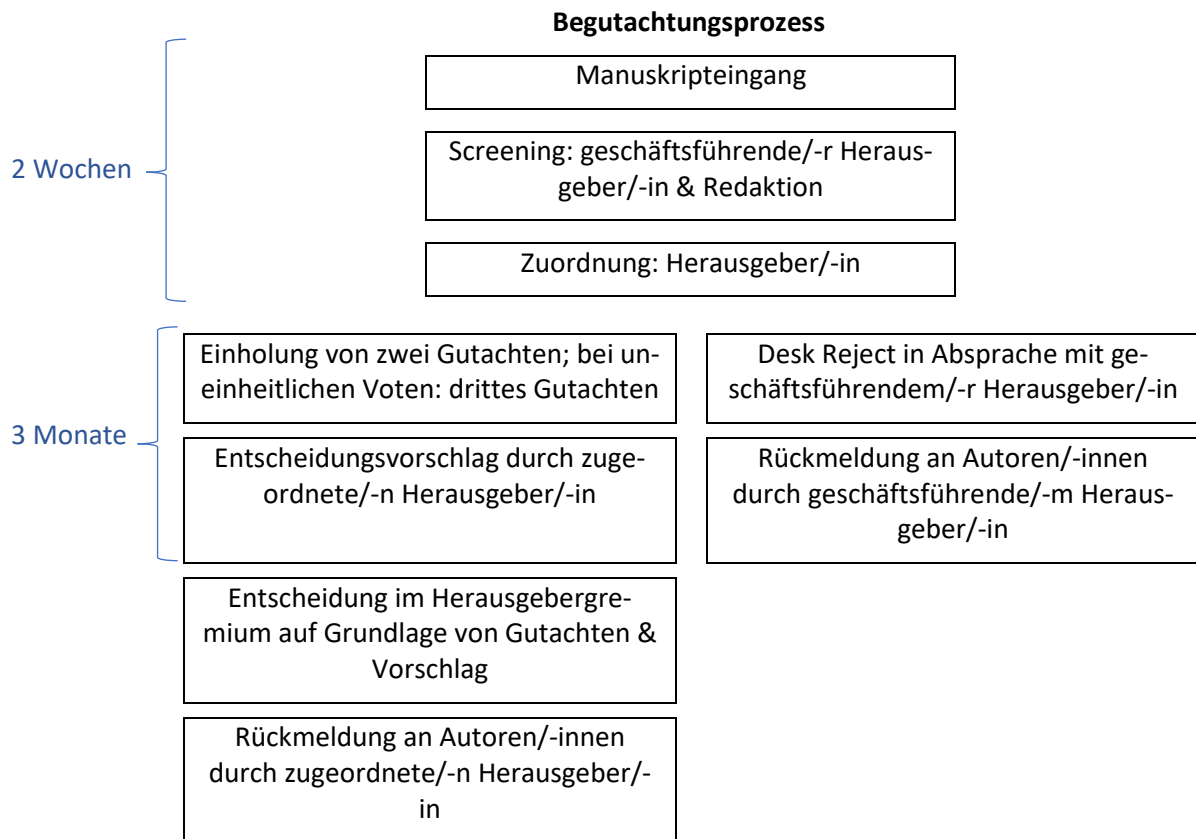 Begutachtungsprozess
Manuskripteingang
2 Wochen
Screening: geschäftsführende/-r Heraus-
geber/-in & Redaktion
Zuordnung: Herausgeber/-in
3 Monate
Einholung von zwei Gutachten; bei un-
einheitlichen Voten: drittes Gutachten
Desk Reject in Absprache mit ge-
schäftsführendem/-r Herausgeber/-in
Entscheidungsvorschlag durch zuge-
ordnete/-n Herausgeber/-in
Rückmeldung an Autoren/-innen
durch geschäftsführende/-m Heraus-
geber/-in
Entscheidung im Herausgebergre-
mium auf Grundlage von Gutachten &
Vorschlag
Rückmeldung an Autoren/-innen
durch zugeordnete/-n Herausgeber/-
in